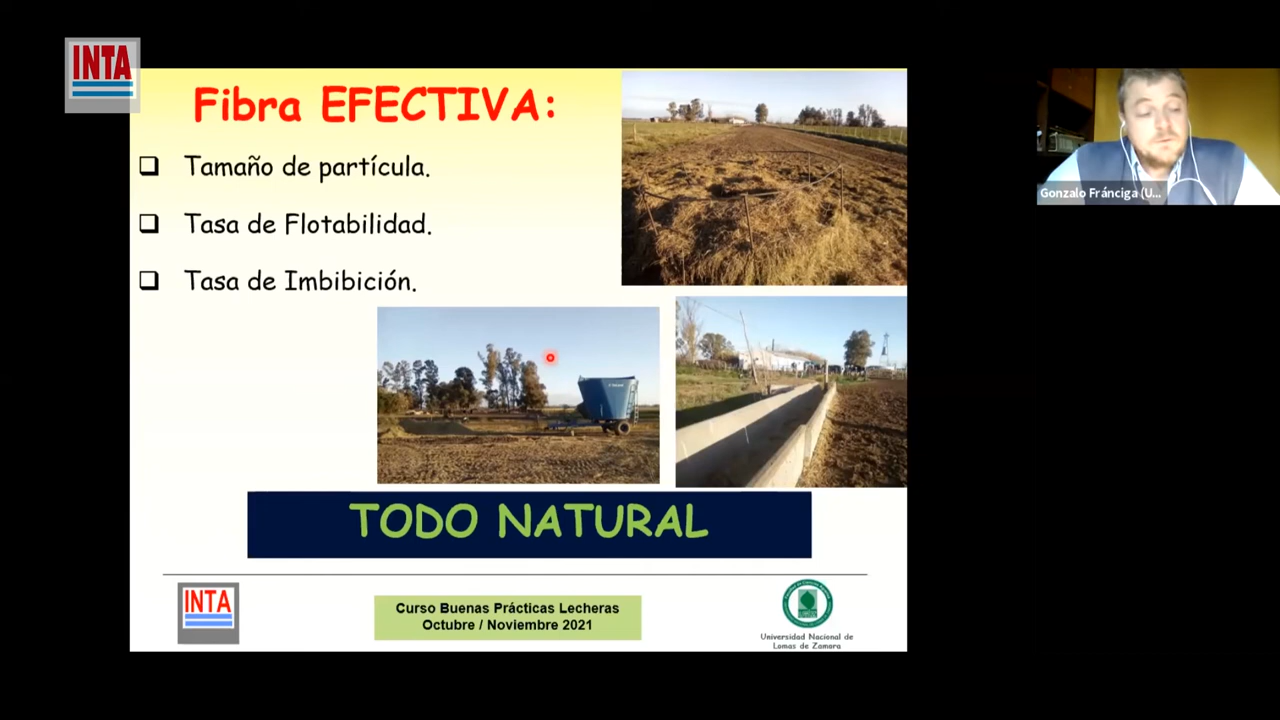 INTA
Fibra EFECTIVA:
Tamaño de partícula.
Tasa de Flotabilidad.
Tasa de Imbibición.
Gonzalo Fránciga (U...
TODO NATURAL
INTA
Curso Buenas Prácticas Lecheras
Octubre / Noviembre 2021
Universidad Nacional de
Lomas de Zamora